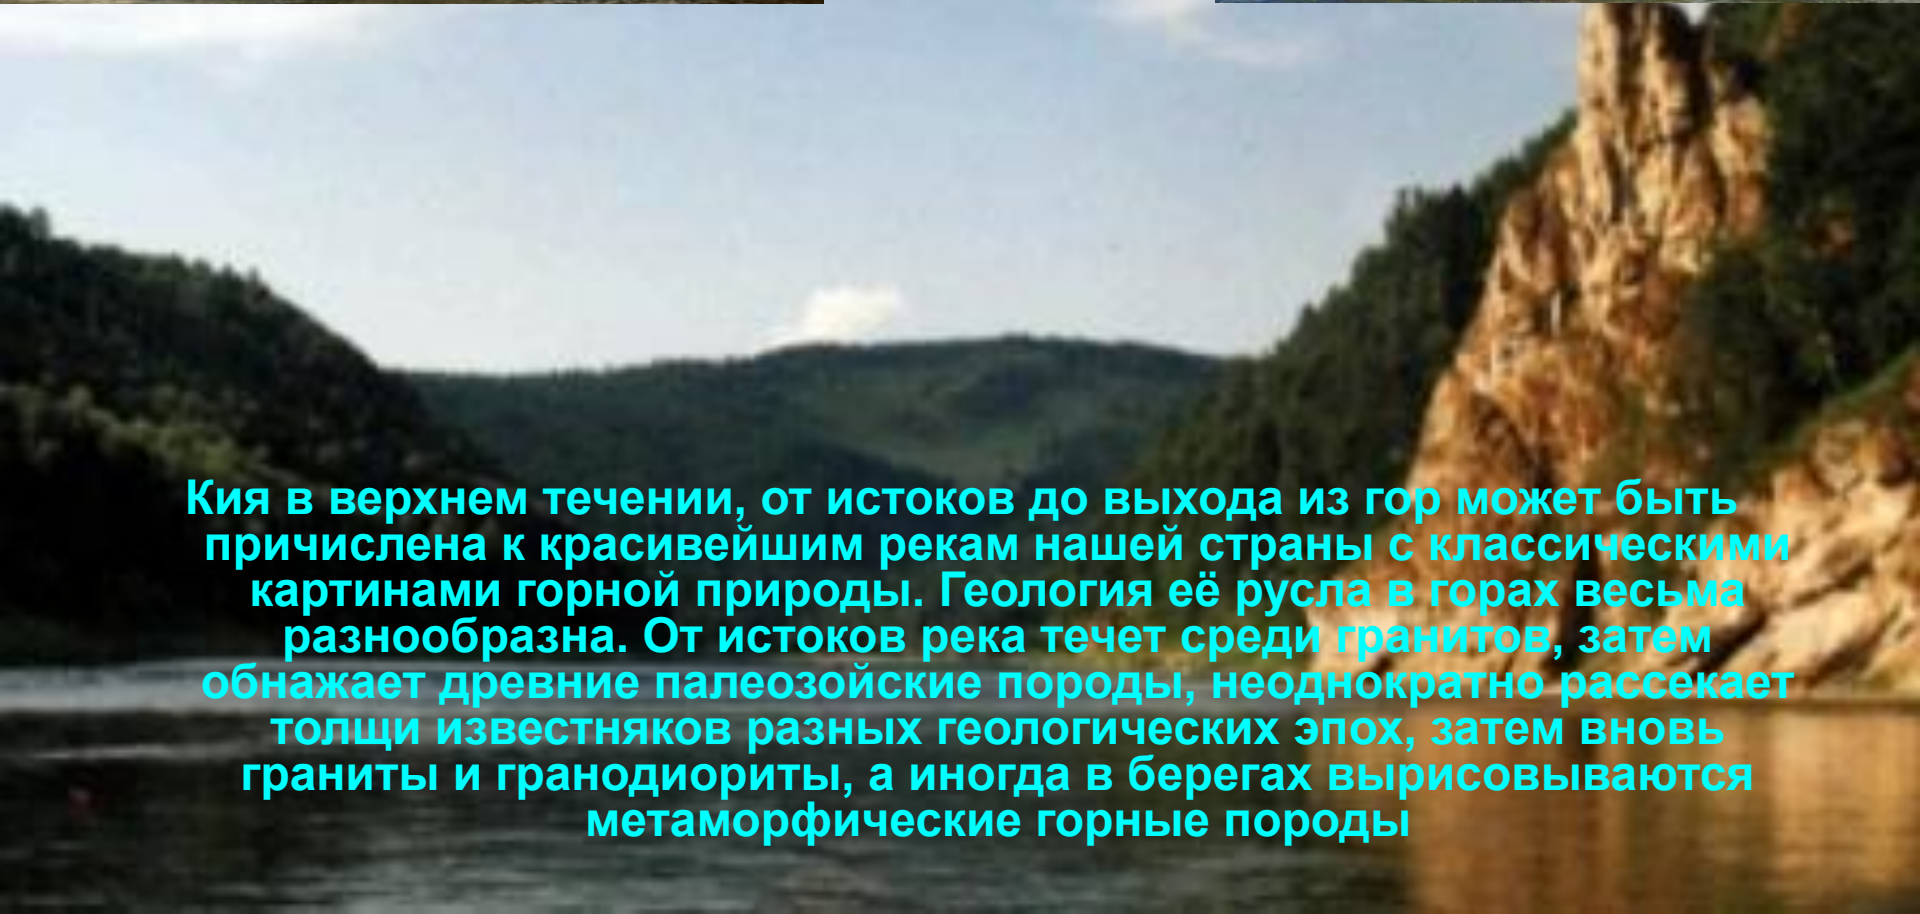 Кия в верхнем течении, от истоков до выхода из гор может быть
причислена к красивейшим рекам нашей страны с классическими
картинами горной природы. Геология её русла в горах весьма
разнообразна. От истоков река течет среди гранитов, затем
обнажает древние палеозойские породы, неоднократно рассекает
толщи известняков разных геологических эпох, затем вновь
граниты и гранодиориты, а иногда в берегах вырисовываются
метаморфические горные породы